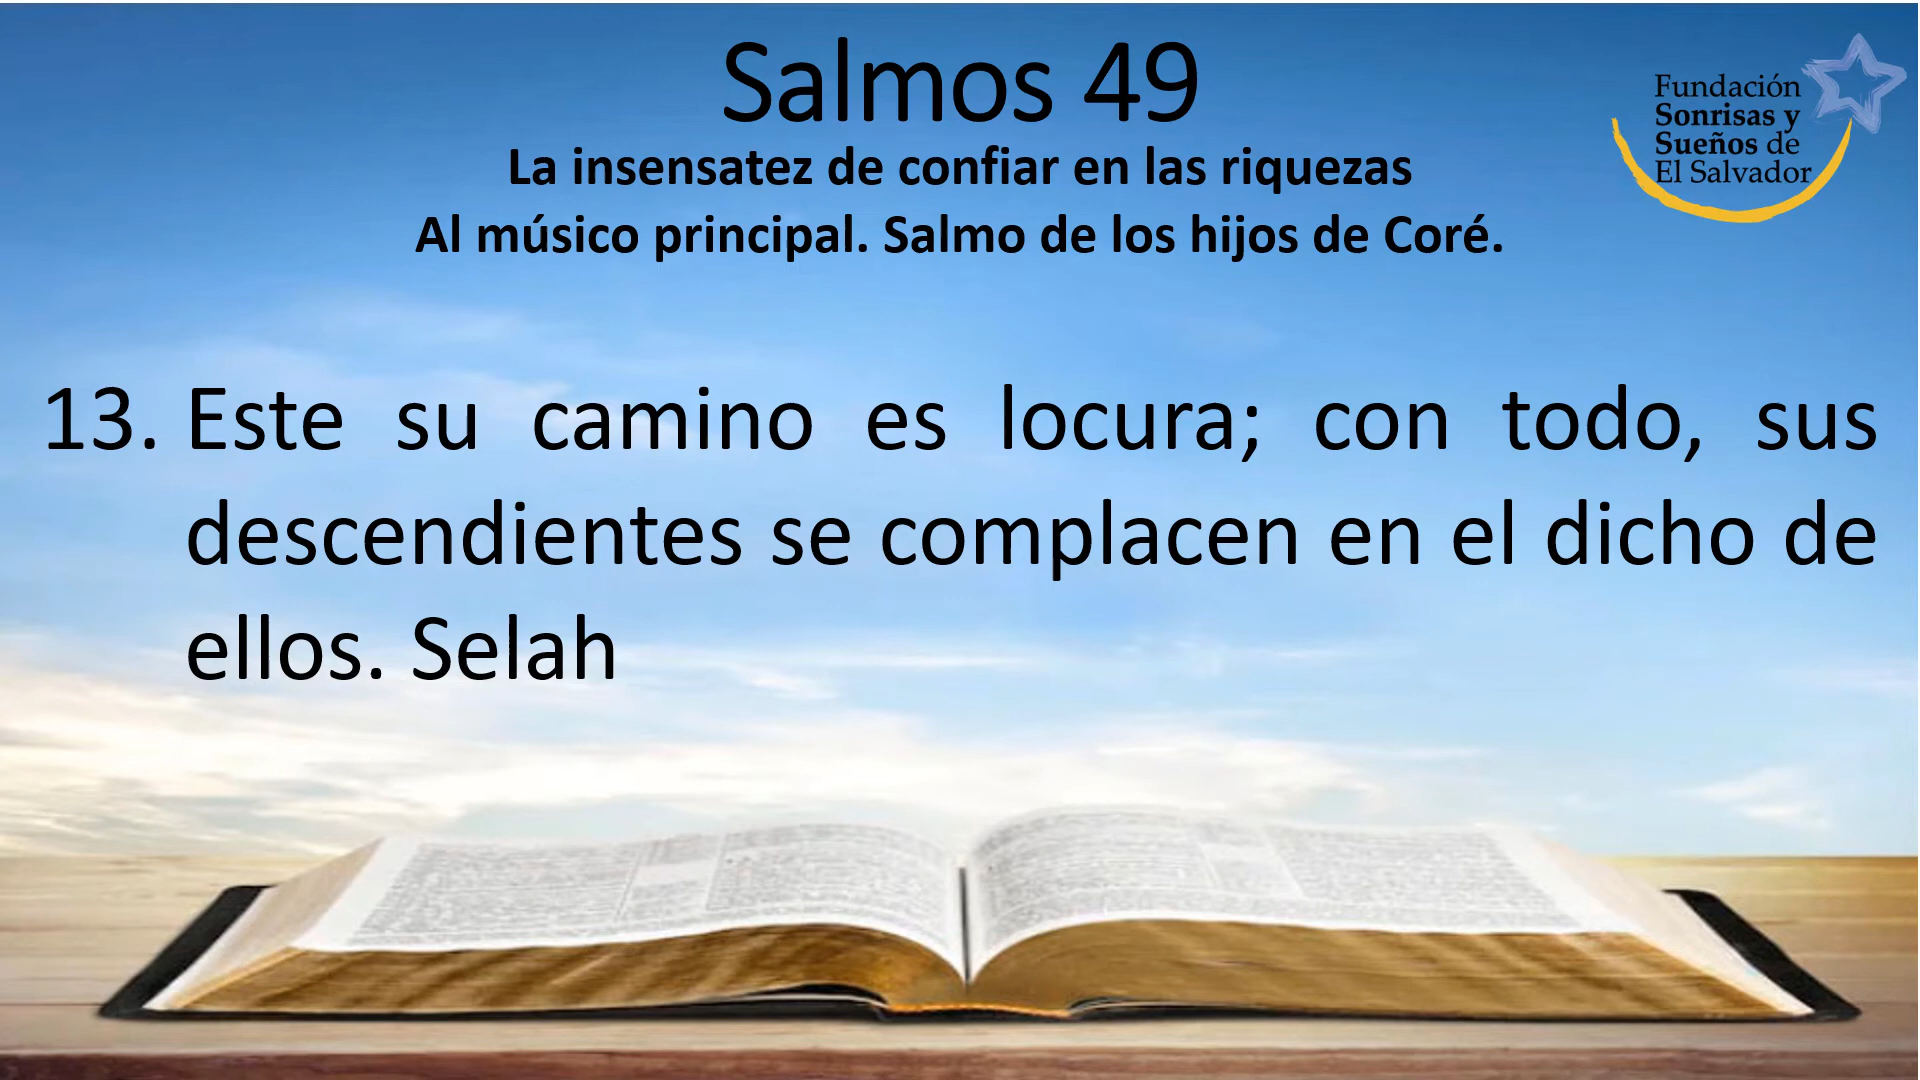 Salmos 49
La insensatez de confiar en las riquezas
Al músico principal. Salmo de los hijos de Coré.
Fundación
Sonrisas y
Sueños de
El Salvador
13. Este su camino es locura; con todo, sus
descendientes se complacen en el dicho de
ellos. Selah